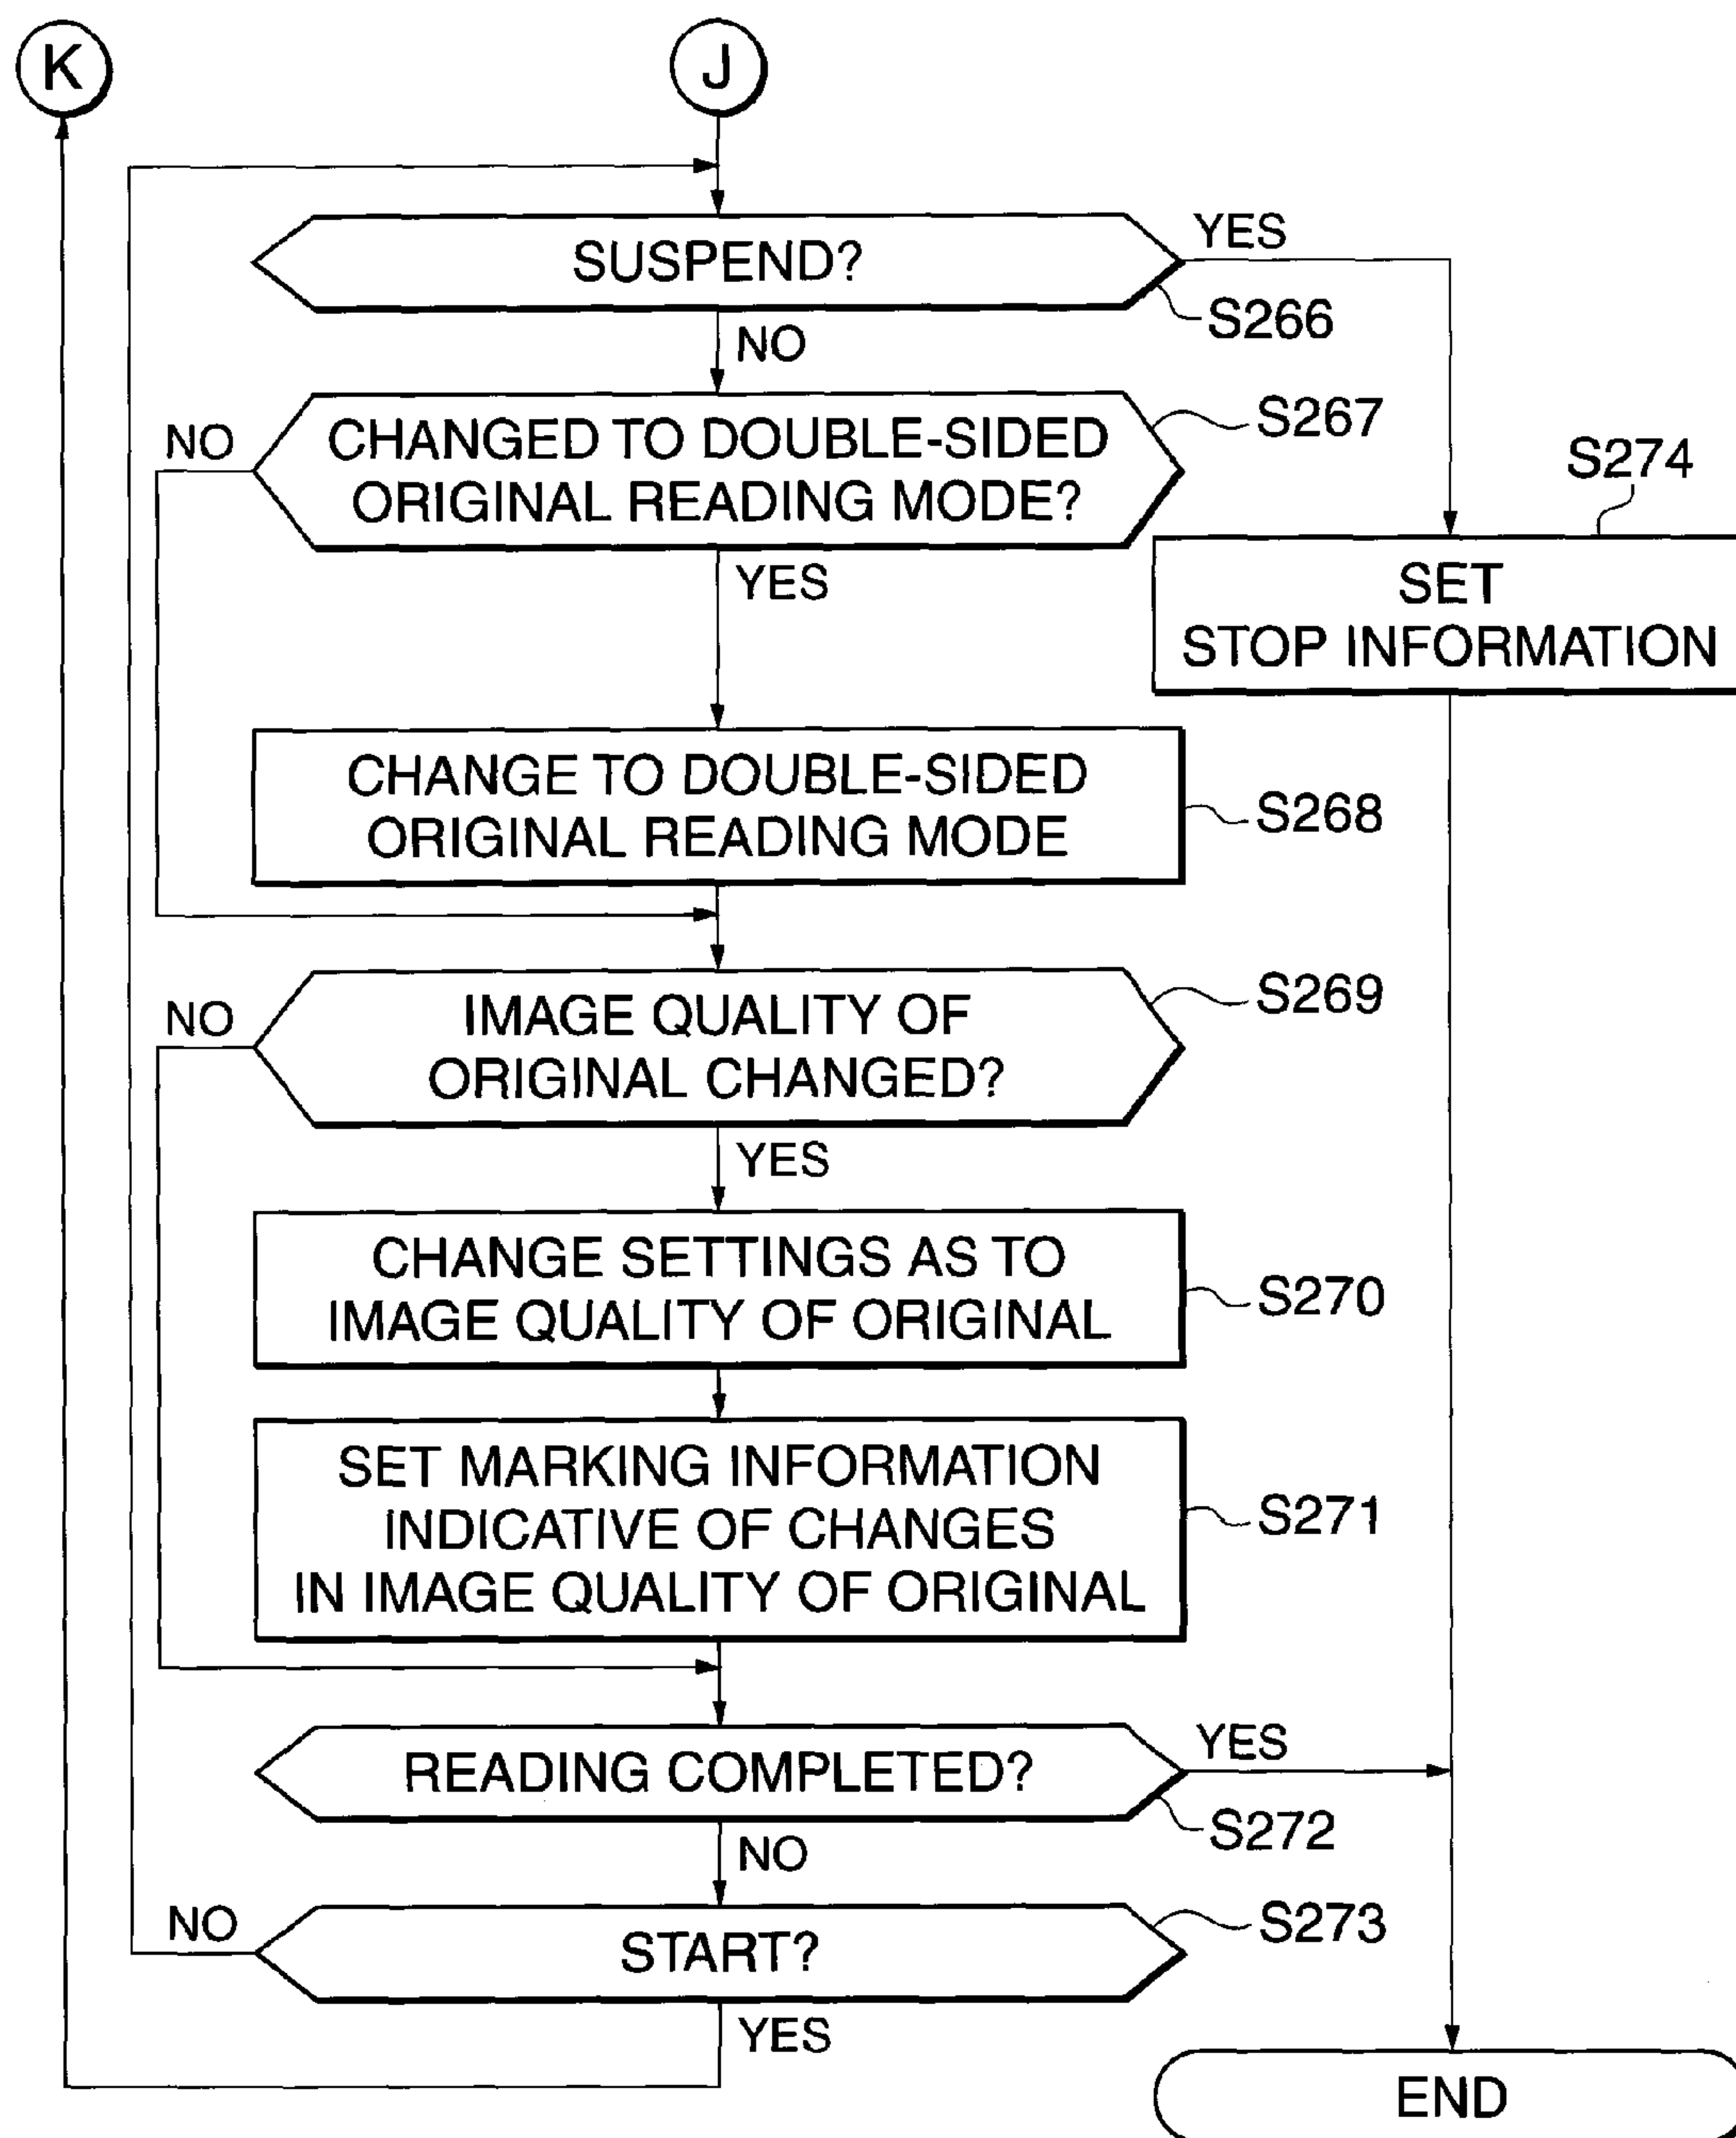 K
J
SUSPEND?
YES
S266
NO
CHANGED TO DOUBLE-SIDED
ORIGINAL READING MODE?
S267
NO
YES
S274
SET
STOP INFORMATION
CHANGE TO DOUBLE-SIDED
ORIGINAL READING MODE
S268
IMAGE QUALITY OF
ORIGINAL CHANGED?
S269
NO
YES
CHANGE SETTINGS AS TO
IMAGE QUALITY OF ORIGINAL
S270
SET MARKING INFORMATION
INDICATIVE OF CHANGES
IN IMAGE QUALITY OF ORIGINAL
S271
READING COMPLETED?
YES
S272
NO
START?
S273
NO
YES
END